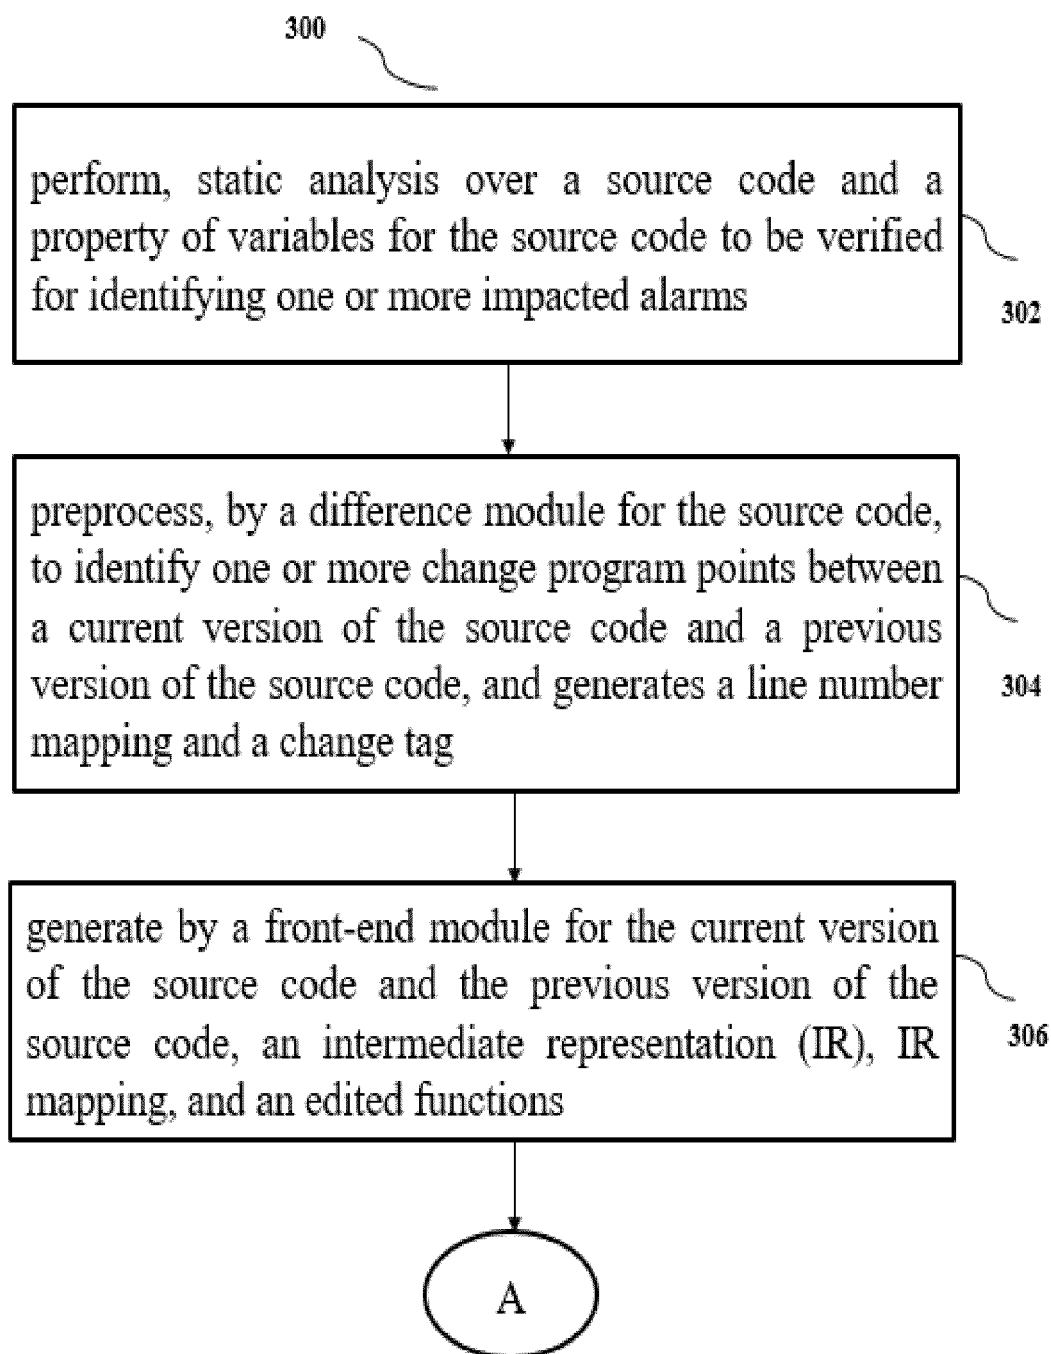 300
perform, static analysis over a source code and a
property of variables for the source code to be verified
for identifying one or more impacted alarms
302
preprocess, by a difference module for the source code,
to identify one or more change program points between
a current version of the source code and a previous
version of the source code, and generates a line number
mapping and a change tag
304
generate by a front-end module for the current version
of the source code and the previous version of the
source code, an intermediate representation (IR), IR
mapping, and an edited functions
306
A